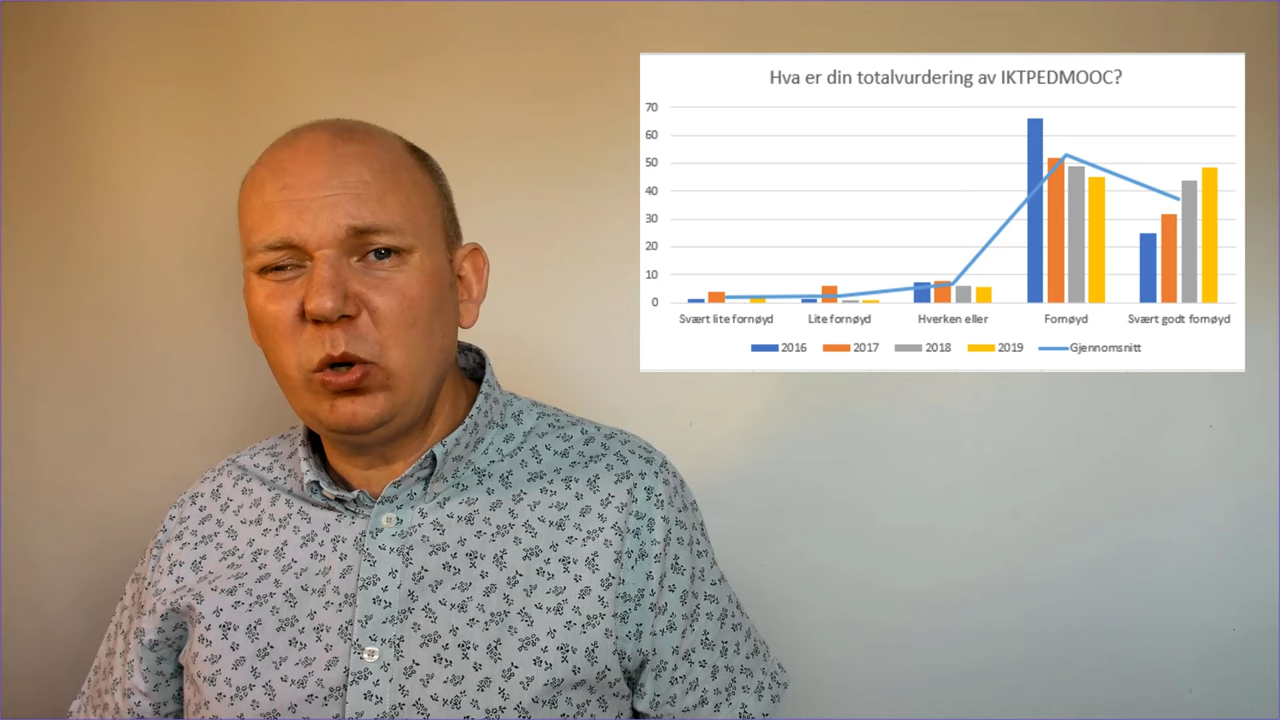 Hva er din totalvurdering av IKTPEDMOOC?
70
60
50
40
30
20
10
0
Svært lite fornøyd Lite fornøyd Hverken eller Fornøyd Svært godt fornøyd
2016 2017 2018 2019 Gjennomsnitt